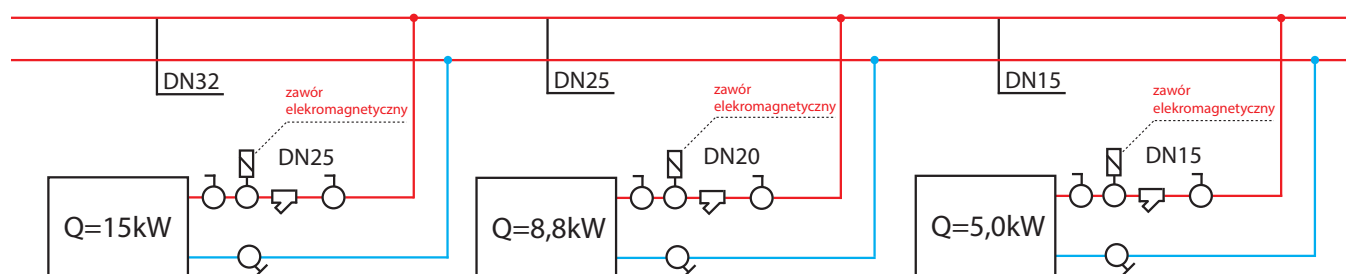 DN32
DN25
DN15
zawór
elekromagnetyczny
zawór
elekromagnetyczny
zawór
elekromagnetyczny
DN25
DN20
DN15
Q=15kW
Q=8,8kW
Q=5,0kW